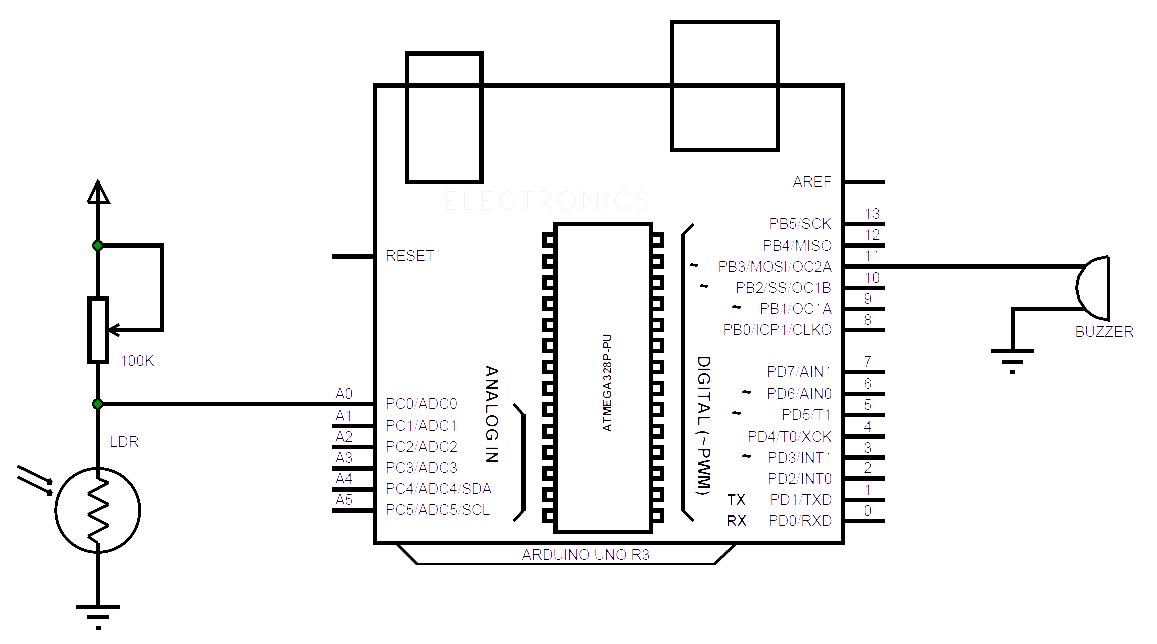 ELECTRONICS
AREF
PB5/SCK 13
PB4/MISO 12
RESET
~ PB3/MOSI/OC2A 11
~ PB2/SS/OC1B 10
~ PB1/OC1A 9
PB0/ICP1/CLKO 8
BUZZER
100K
ATMEGA328P-PU
DIGITAL (~PWM)
ANALOG IN
PD7/AIN1 7
~ PD6/AIN0 6
~ PD5/T1 5
PD4/T0/XCK 4
~ PD3/INT1 3
PD2/INT0 2
TX PD1/TXD 1
RX PD0/RXD 0
A0 PC0/ADC0
A1 PC1/ADC1
A2 PC2/ADC2
A3 PC3/ADC3
A4 PC4/ADC4/SDA
A5 PC5/ADC5/SCL
LDR
ARDUINO UNO R3